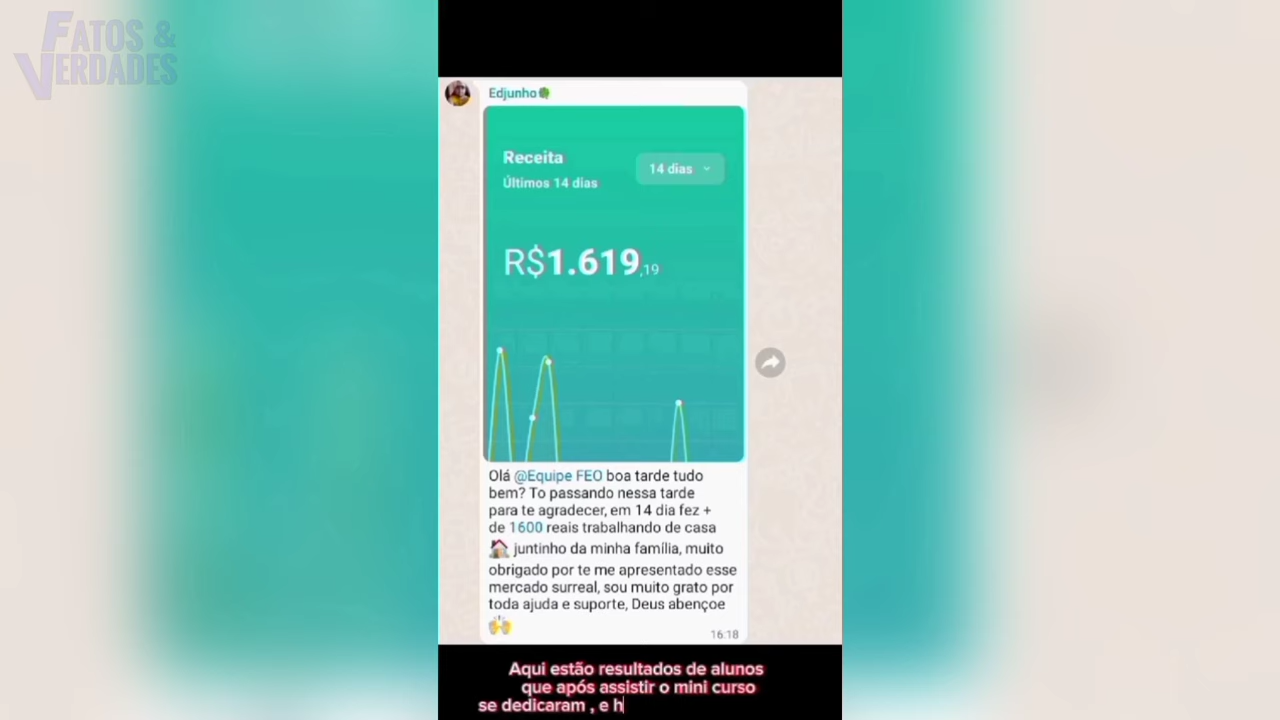 FATOS &
VERDADES
Edjunho
Receita
14 dias
Últimos 14 dias
R$1.619,19
Olá @Equipe FEO boa tarde tudo
bem? To passando nessa tarde
para te agradecer, em 14 dia fez +
de 1600 reais trabalhando de casa
juntinho da minha família, muito
obrigado por te me apresentado esse
mercado surreal, sou muito grato por
toda ajuda e suporte, Deus abençoe
16:18
Aqui estão resultados de alunos
que após assistir o mini curso
se dedicaram , e h